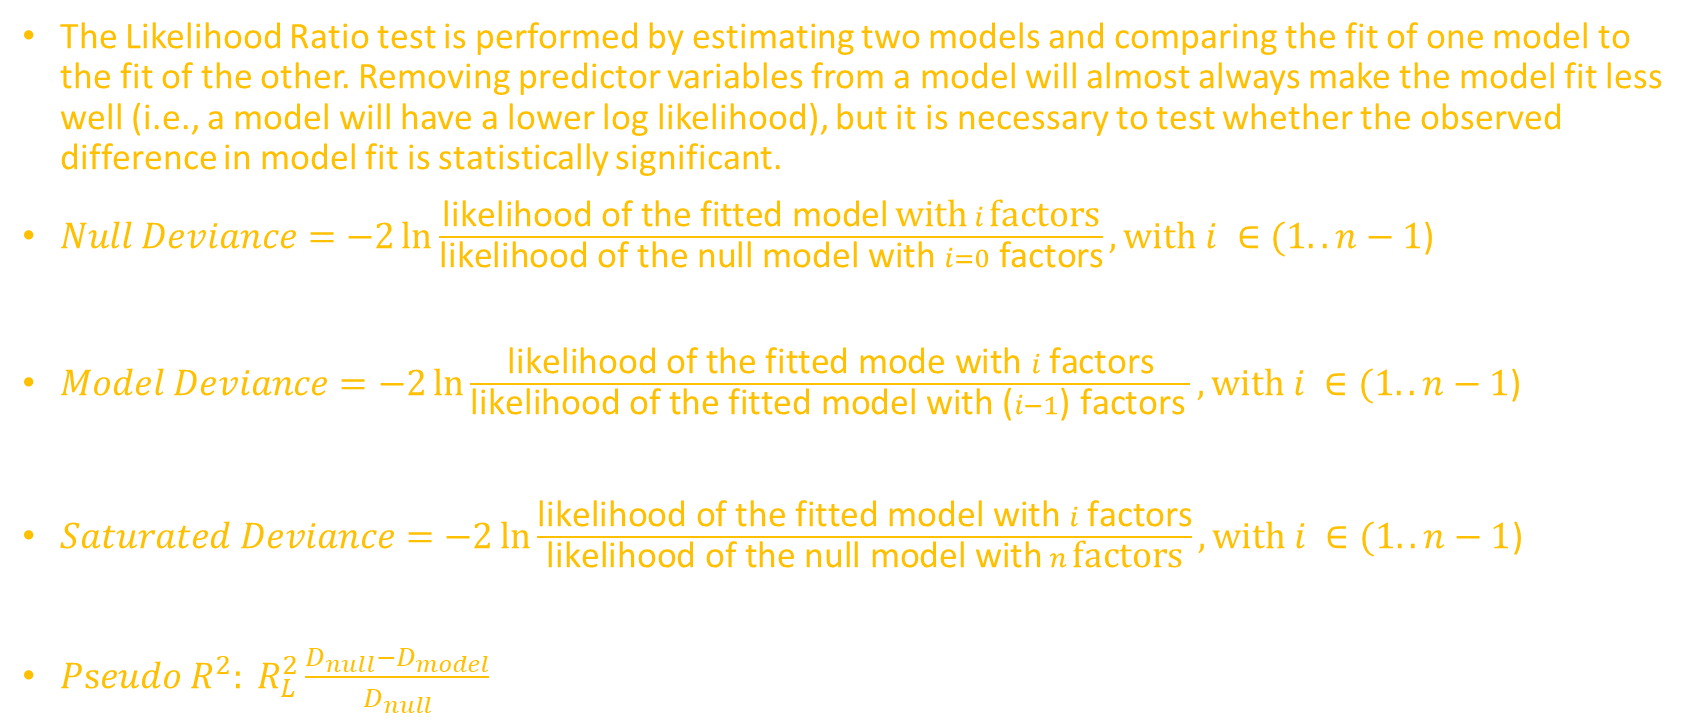 • The Likelihood Ratio test is performed by estimating two models and comparing the fit of one model to
the fit of the other. Removing predictor variables from a model will almost always make the model fit less
well (i.e., a model will have a lower log likelihood), but it is necessary to test whether the observed
difference in model fit is statistically significant.
• Null Deviance = −2 ln (likelihood of the fitted model with i factors / likelihood of the null model with i=0 factors), with i ∈ (1..n − 1)
• Model Deviance = −2 ln (likelihood of the fitted mode with i factors / likelihood of the fitted model with (i−1) factors), with i ∈ (1..n − 1)
• Saturated Deviance = −2 ln (likelihood of the fitted model with i factors / likelihood of the null model with n factors), with i ∈ (1..n − 1)
• Pseudo R²: R²_L (D_null − D_model) / D_null